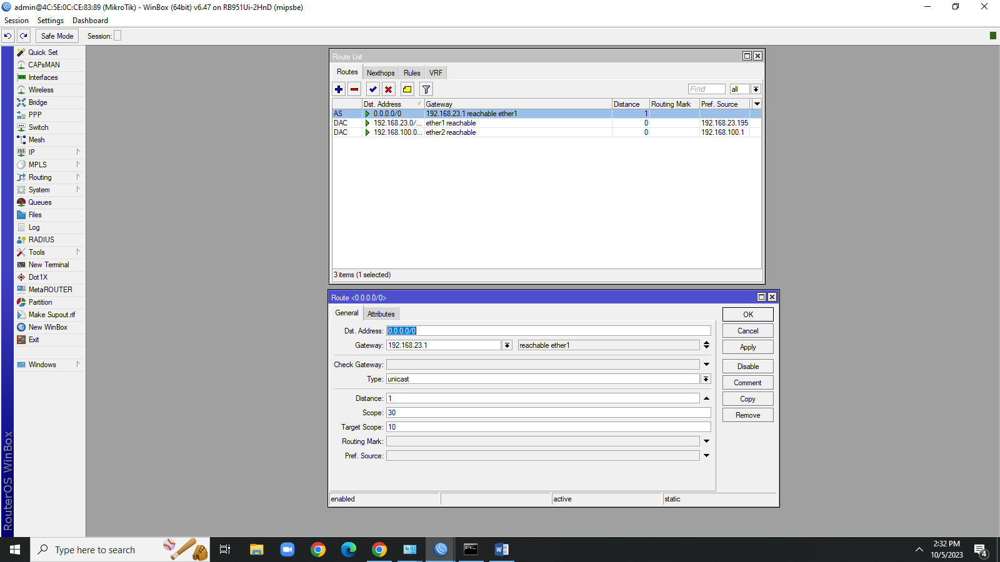 admin@4C:5E:0C:CE:83:89 (MikroTik) - WinBox (64bit) v6.47 on RB951Ui-2HnD (mipsbe)
Session Settings Dashboard
Safe Mode Session:
Quick Set
CAPsMAN
Interfaces
Wireless
Bridge
PPP
Switch
Mesh
IP
MPLS
Routing
System
Queues
Files
Log
RADIUS
Tools
New Terminal
Dot1X
MetaROUTER
Partition
Make Supout.rif
New WinBox
Exit
Windows
RouterOS WinBox
Route List
Routes Nexthops Rules VRF
Find all
Dst. Address Gateway Distance Routing Mark Pref. Source
AS 0.0.0.0/0 192.168.23.1 reachable ether1 1
DAC 192.168.23.0/... ether1 reachable 0 192.168.23.195
DAC 192.168.100.0... ether2 reachable 0 192.168.100.1
3 items (1 selected)
Route <0.0.0.0/0>
General Attributes
Dst. Address: 0.0.0.0/0
Gateway: 192.168.23.1 reachable ether1
Check Gateway:
Type: unicast
Distance: 1
Scope: 30
Target Scope: 10
Routing Mark:
Pref. Source:
OK
Cancel
Apply
Disable
Comment
Copy
Remove
enabled active static
Type here to search
2:32 PM
10/5/2023
4